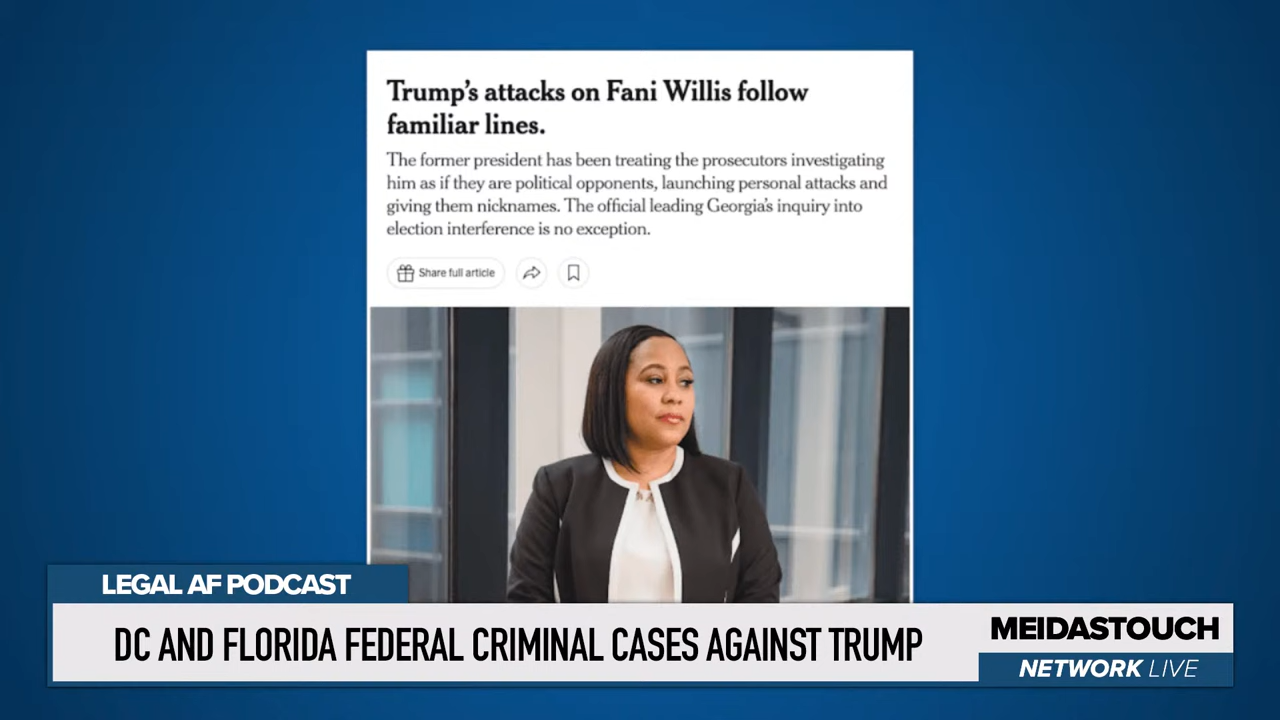 Trump's attacks on Fani Willis follow
familiar lines.
The former president has been treating the prosecutors investigating
him as if they are political opponents, launching personal attacks and
giving them nicknames. The official leading Georgia's inquiry into
election interference is no exception.
Share full article
LEGAL AF PODCAST
DC AND FLORIDA FEDERAL CRIMINAL CASES AGAINST TRUMP
MEIDASTOUCH
NETWORK LIVE